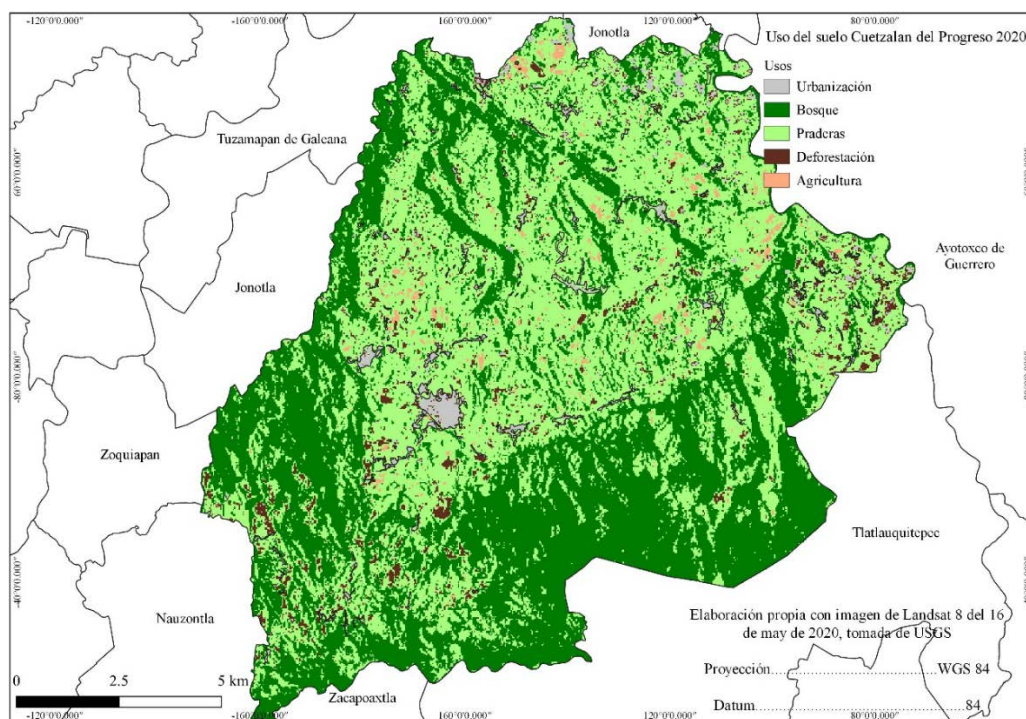 -120°0'0.000"
-160°0'0.000"
160°0'0.000"
120°0'0.000"
80°0'0.000"
Jonotla
Uso del suelo Cuetzalan del Progreso 2020
Usos
Urbanización
Bosque
Praderas
Deforestación
Agricultura
Tuzamapan de Galeana
60°0'0.000"
Ayotoxco de
Guerrero
Jonotla
-80°0'0.000"
Zoquiapan
Tlatlauquitepec
-40°0'0.000"
Nauzontla
Elaboración propia con imagen de Landsat 8 del 16
de may de 2020, tomada de USGS
Proyección WGS 84
Datum 84
0 2.5 5 km
Zacapoaxtla
-120°0'0.000"
-160°0'0.000"
160°0'0.000"
120°0'0.000"
80°0'0.000"